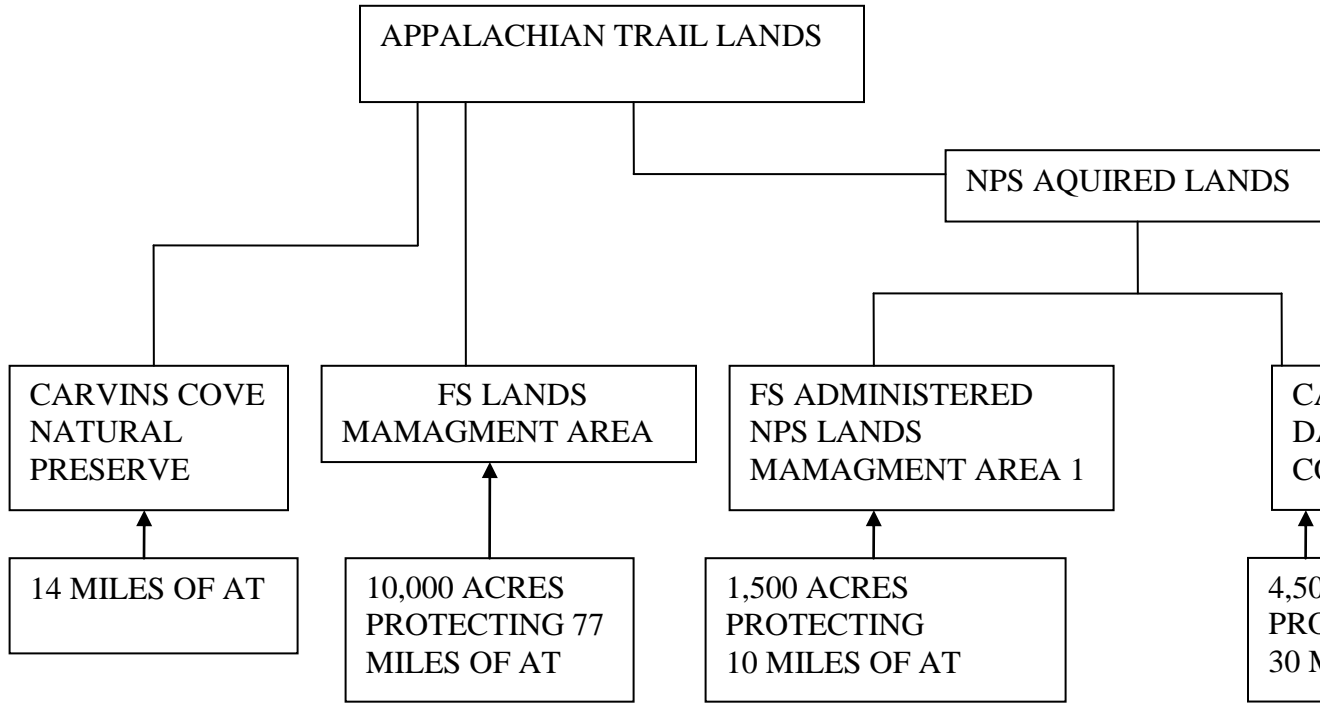 APPALACHIAN TRAIL LANDS
NPS AQUIRED LANDS
CARVINS COVE
NATURAL
PRESERVE
FS LANDS
MAMAGMENT AREA
FS ADMINISTERED
NPS LANDS
MAMAGMENT AREA 1
14 MILES OF AT
10,000 ACRES
PROTECTING 77
MILES OF AT
1,500 ACRES
PROTECTING
10 MILES OF AT
30